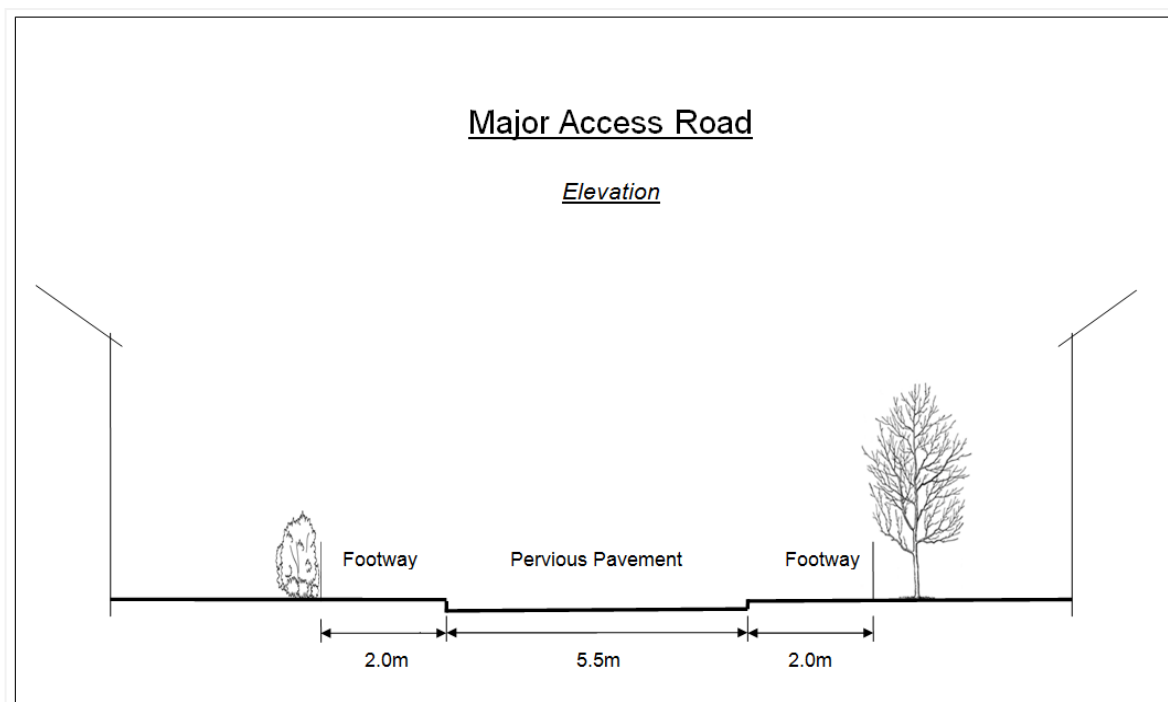 Major Access Road
Elevation
Footway
Pervious Pavement
Footway
2.0m
5.5m
2.0m